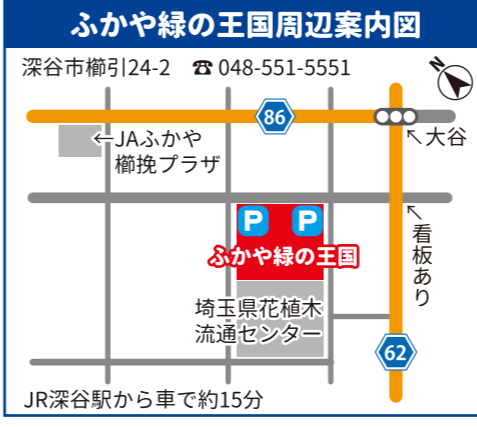 ふかや緑の王国周辺案内図
深谷市櫛引24-2 ☎ 048-551-5551
N
86
←JAふかや
櫛挽プラザ
↖大谷
P P
ふかや緑の王国
↖看板あり
埼玉県花植木
流通センター
62
JR深谷駅から車で約15分